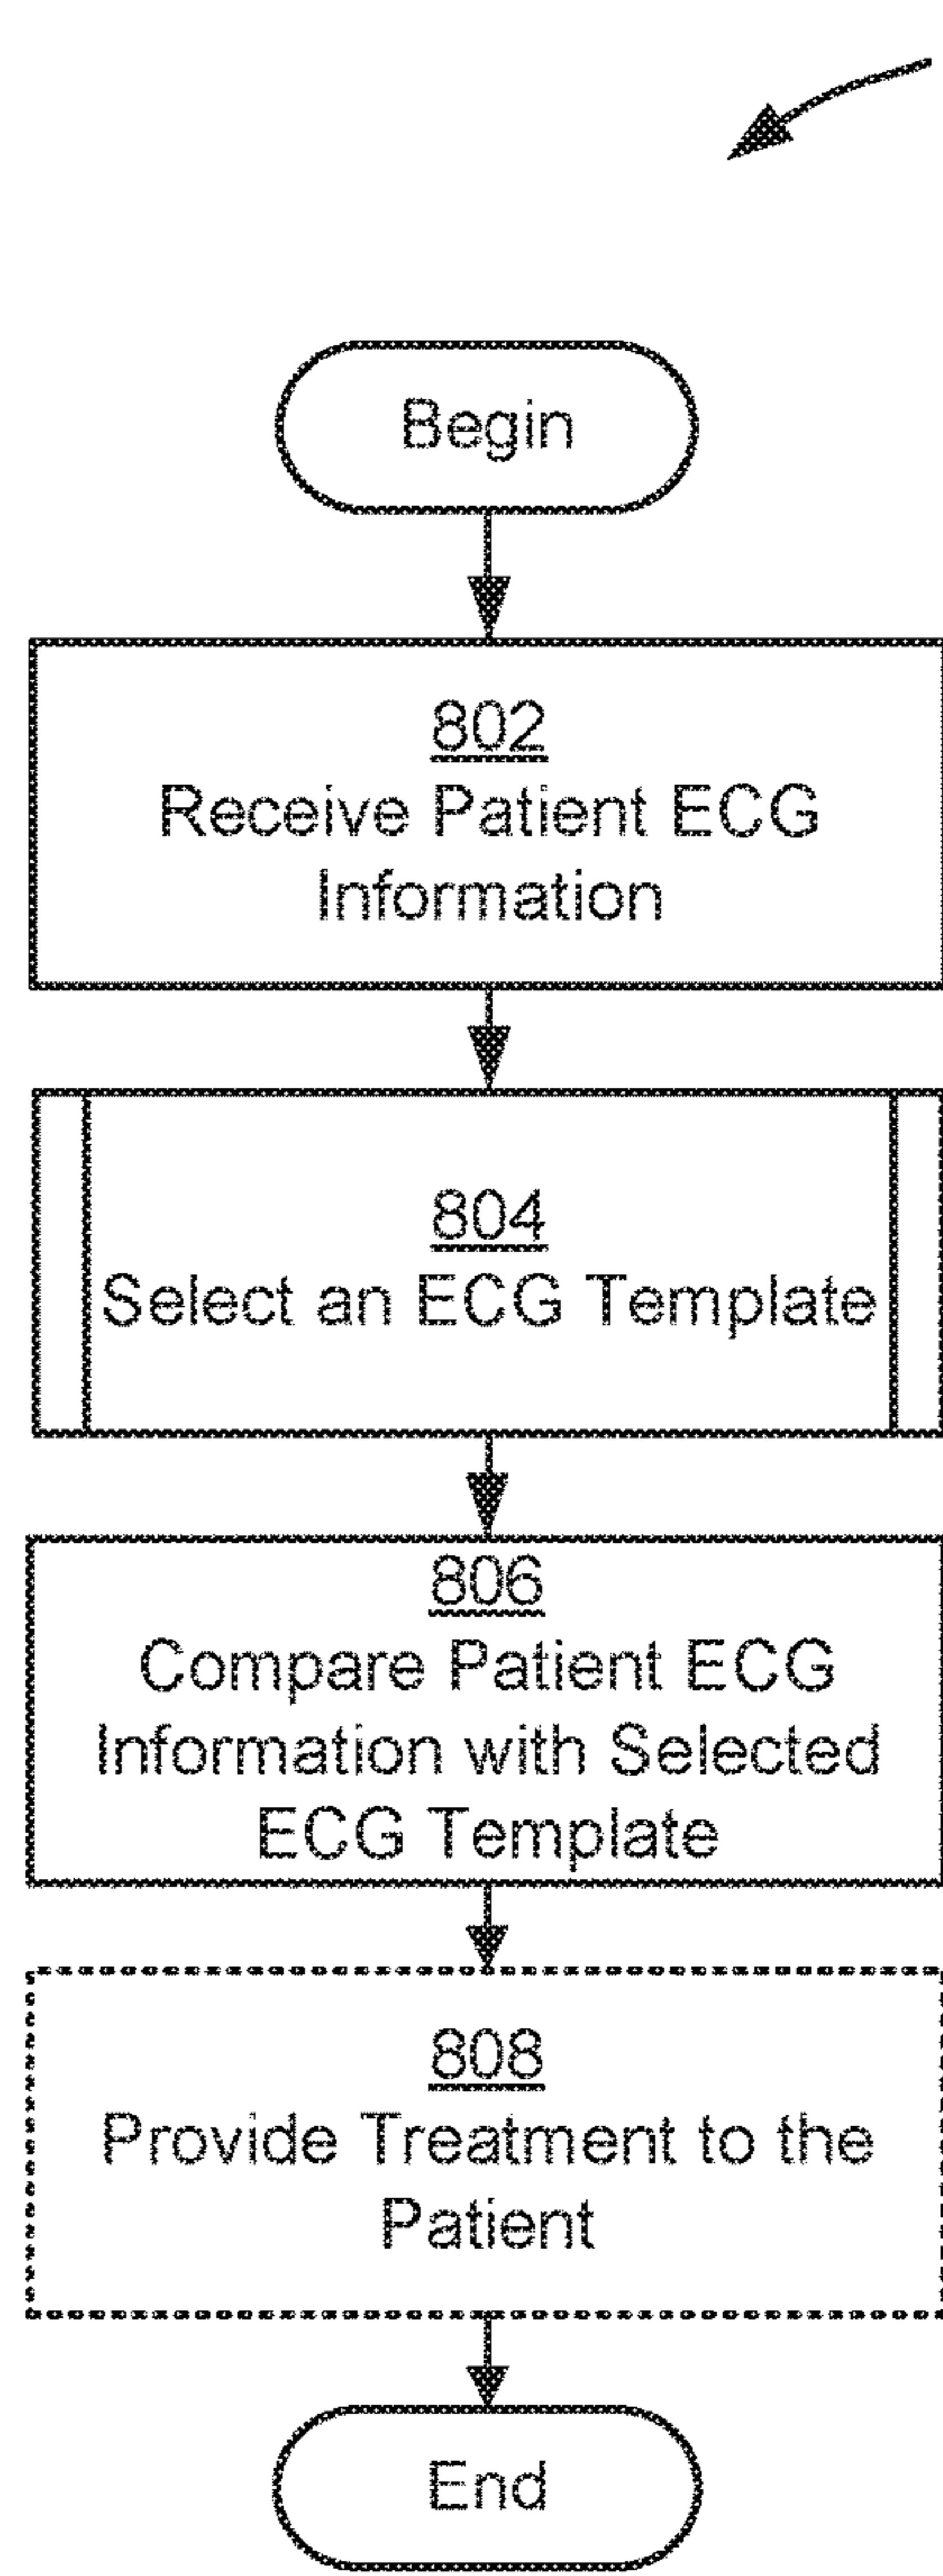 Begin
802
Receive Patient ECG
Information
804
Select an ECG Template
806
Compare Patient ECG
Information with Selected
ECG Template
808
Provide Treatment to the
Patient
End